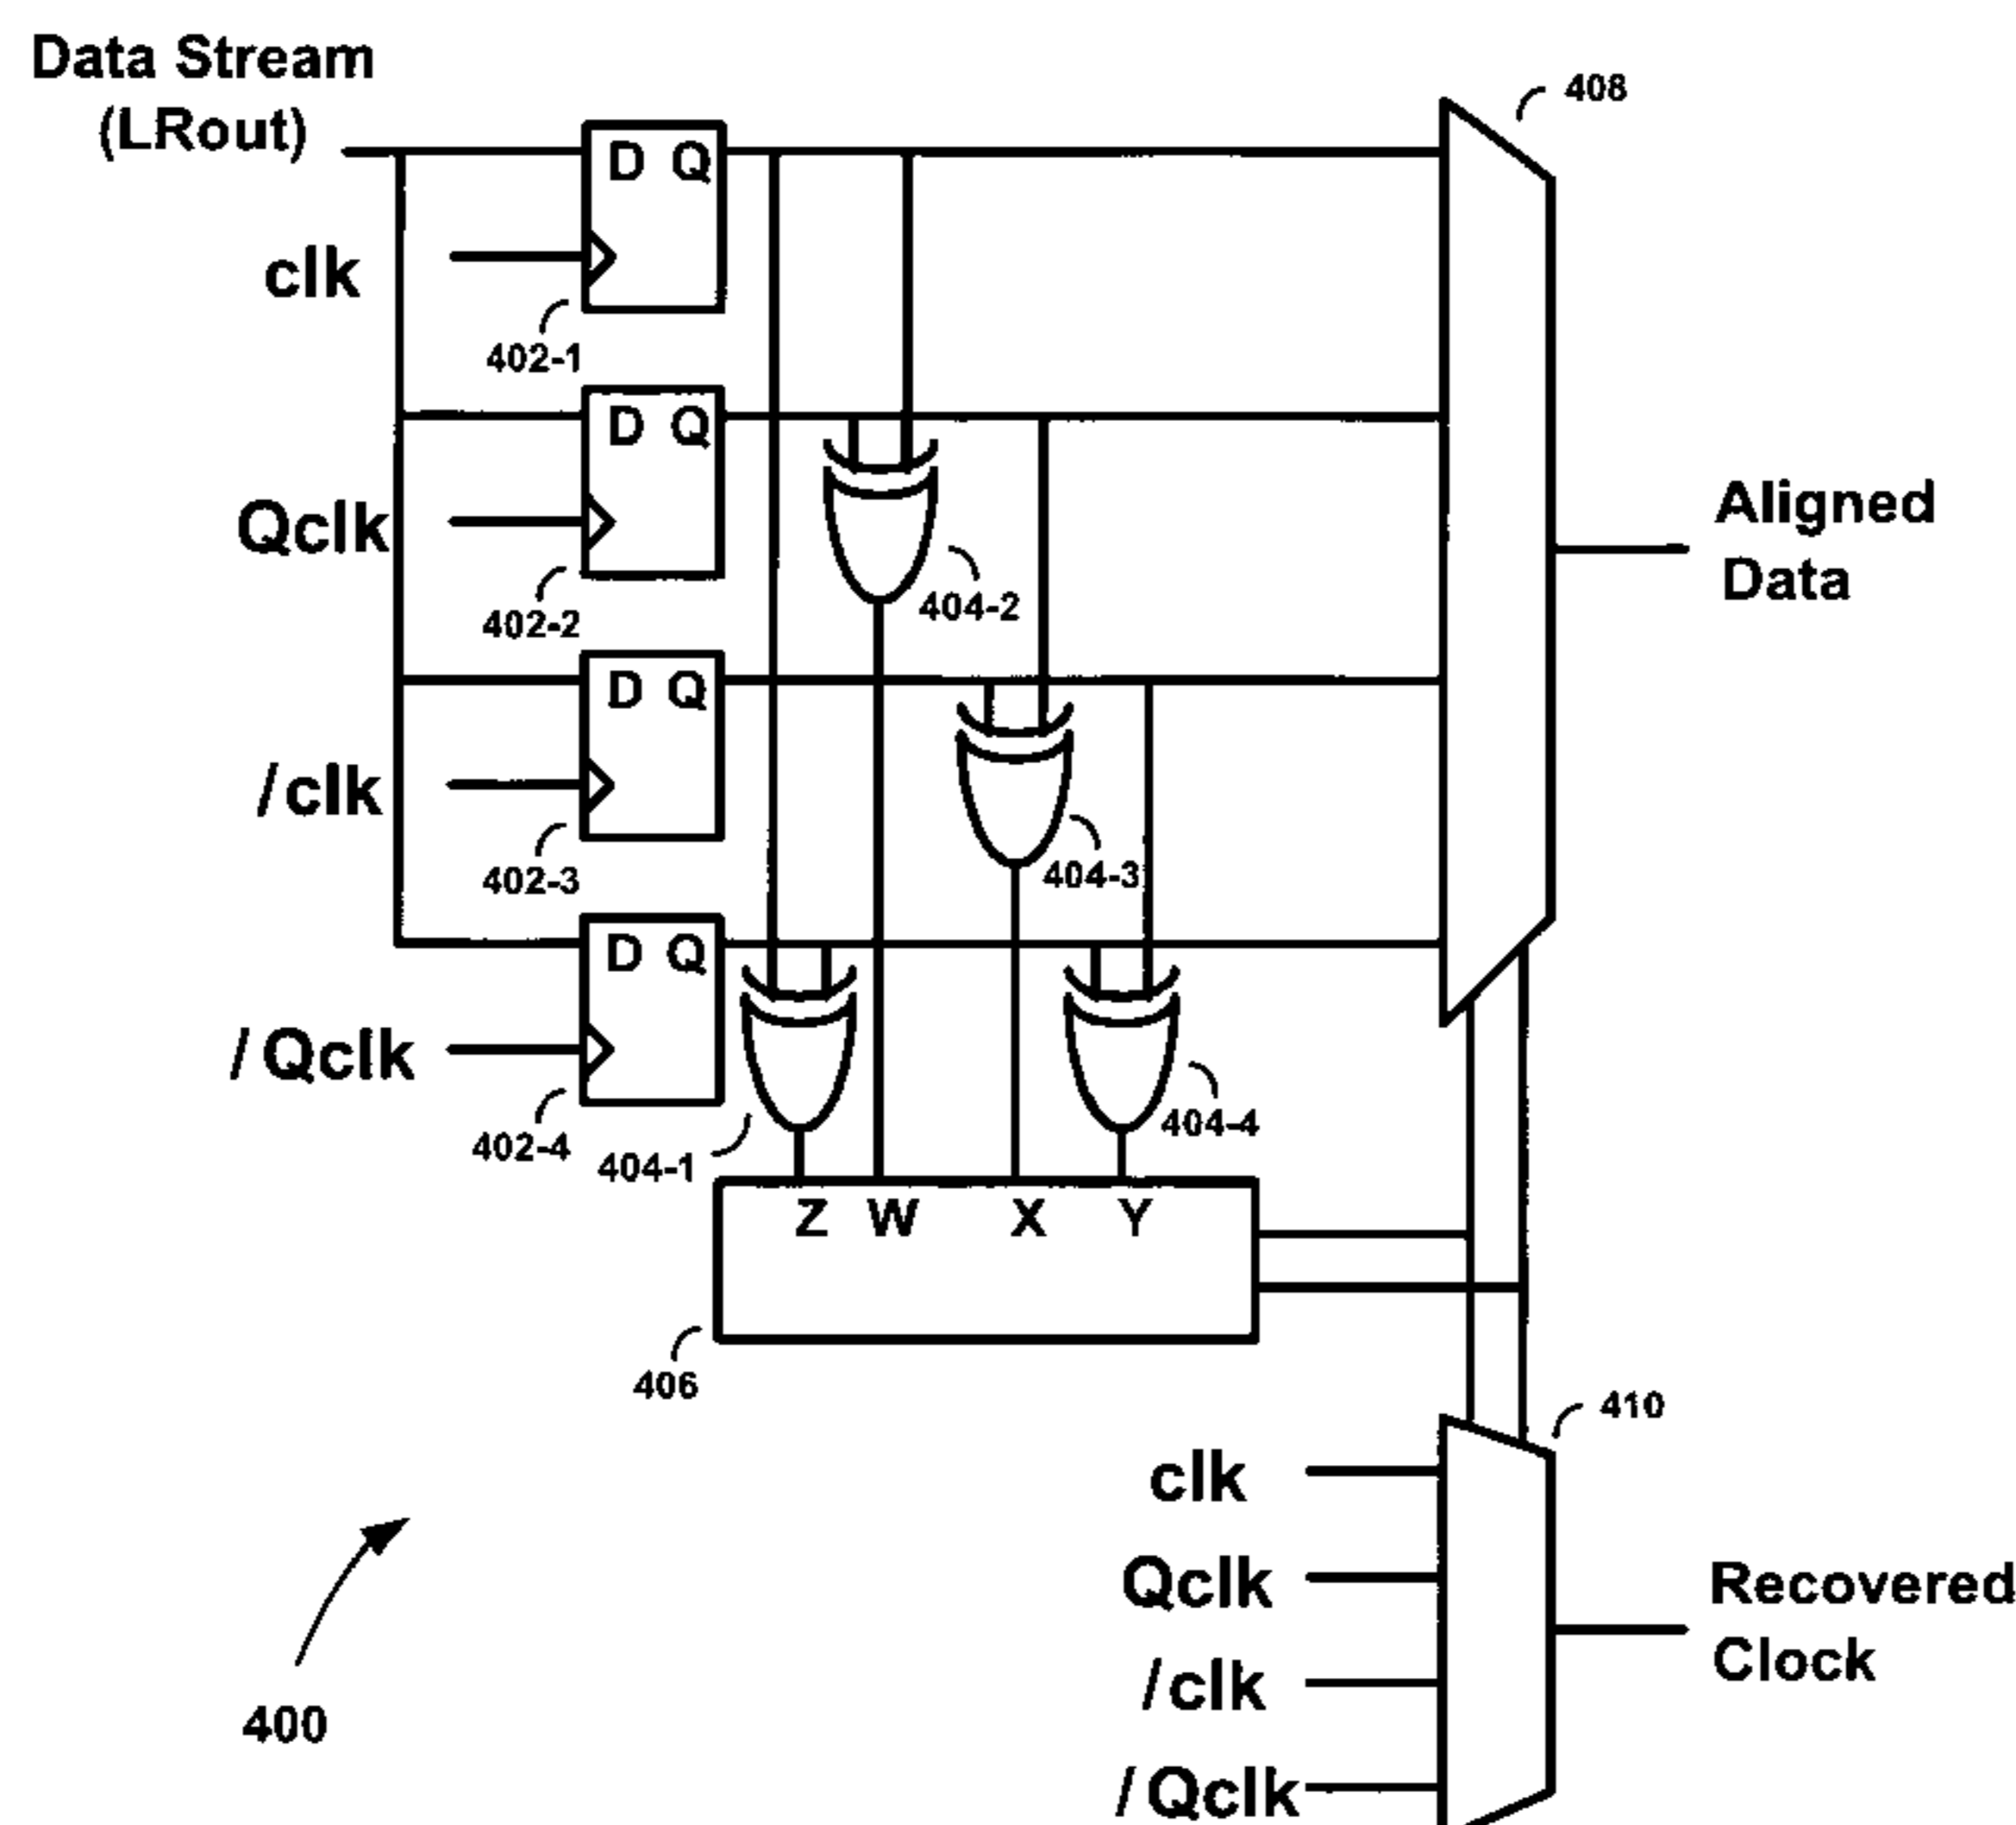 Data Stream
(LRout)
408
D Q
clk
402-1
D Q
Qclk
Aligned
Data
404-2
402-2
D Q
/clk
404-3
402-3
D Q
/Qclk
404-4
402-4
404-1
Z W X Y
406
410
clk
Qclk
Recovered
Clock
/clk
400
/Qclk